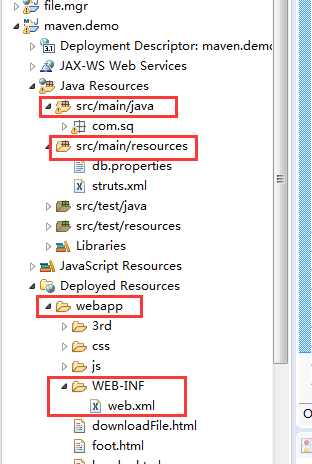 file.mgr
maven.demo
Deployment Descriptor: maven.demo
JAX-WS Web Services
Java Resources
src/main/java
com.sq
src/main/resources
db.properties
struts.xml
src/test/java
src/test/resources
Libraries
JavaScript Resources
Deployed Resources
webapp
3rd
css
js
WEB-INF
web.xml
downloadFile.html
foot.html